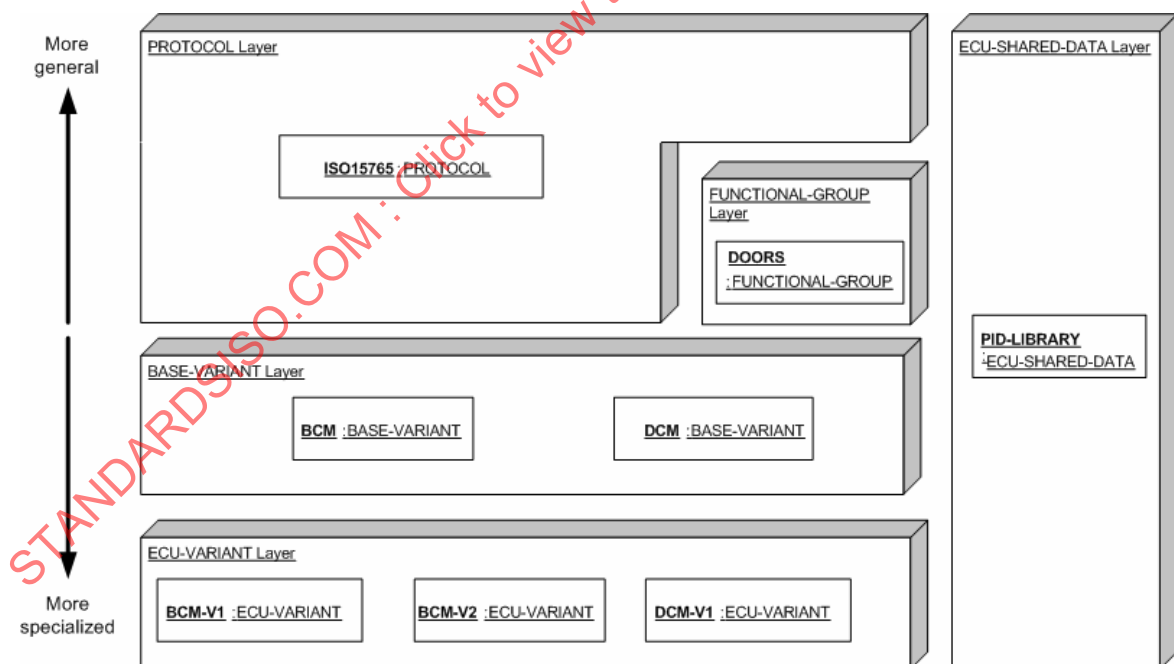 More
general
PROTOCOL Layer
ECU-SHARED-DATA Layer
ISO15765 :PROTOCOL
FUNCTIONAL-GROUP
Layer
DOORS
:FUNCTIONAL-GROUP
PID-LIBRARY
:ECU-SHARED-DATA
BASE-VARIANT Layer
BCM :BASE-VARIANT
DCM :BASE-VARIANT
ECU-VARIANT Layer
BCM-V1 :ECU-VARIANT
BCM-V2 :ECU-VARIANT
DCM-V1 :ECU-VARIANT
More
specialized
STANDARDSISO.COM : Click to view